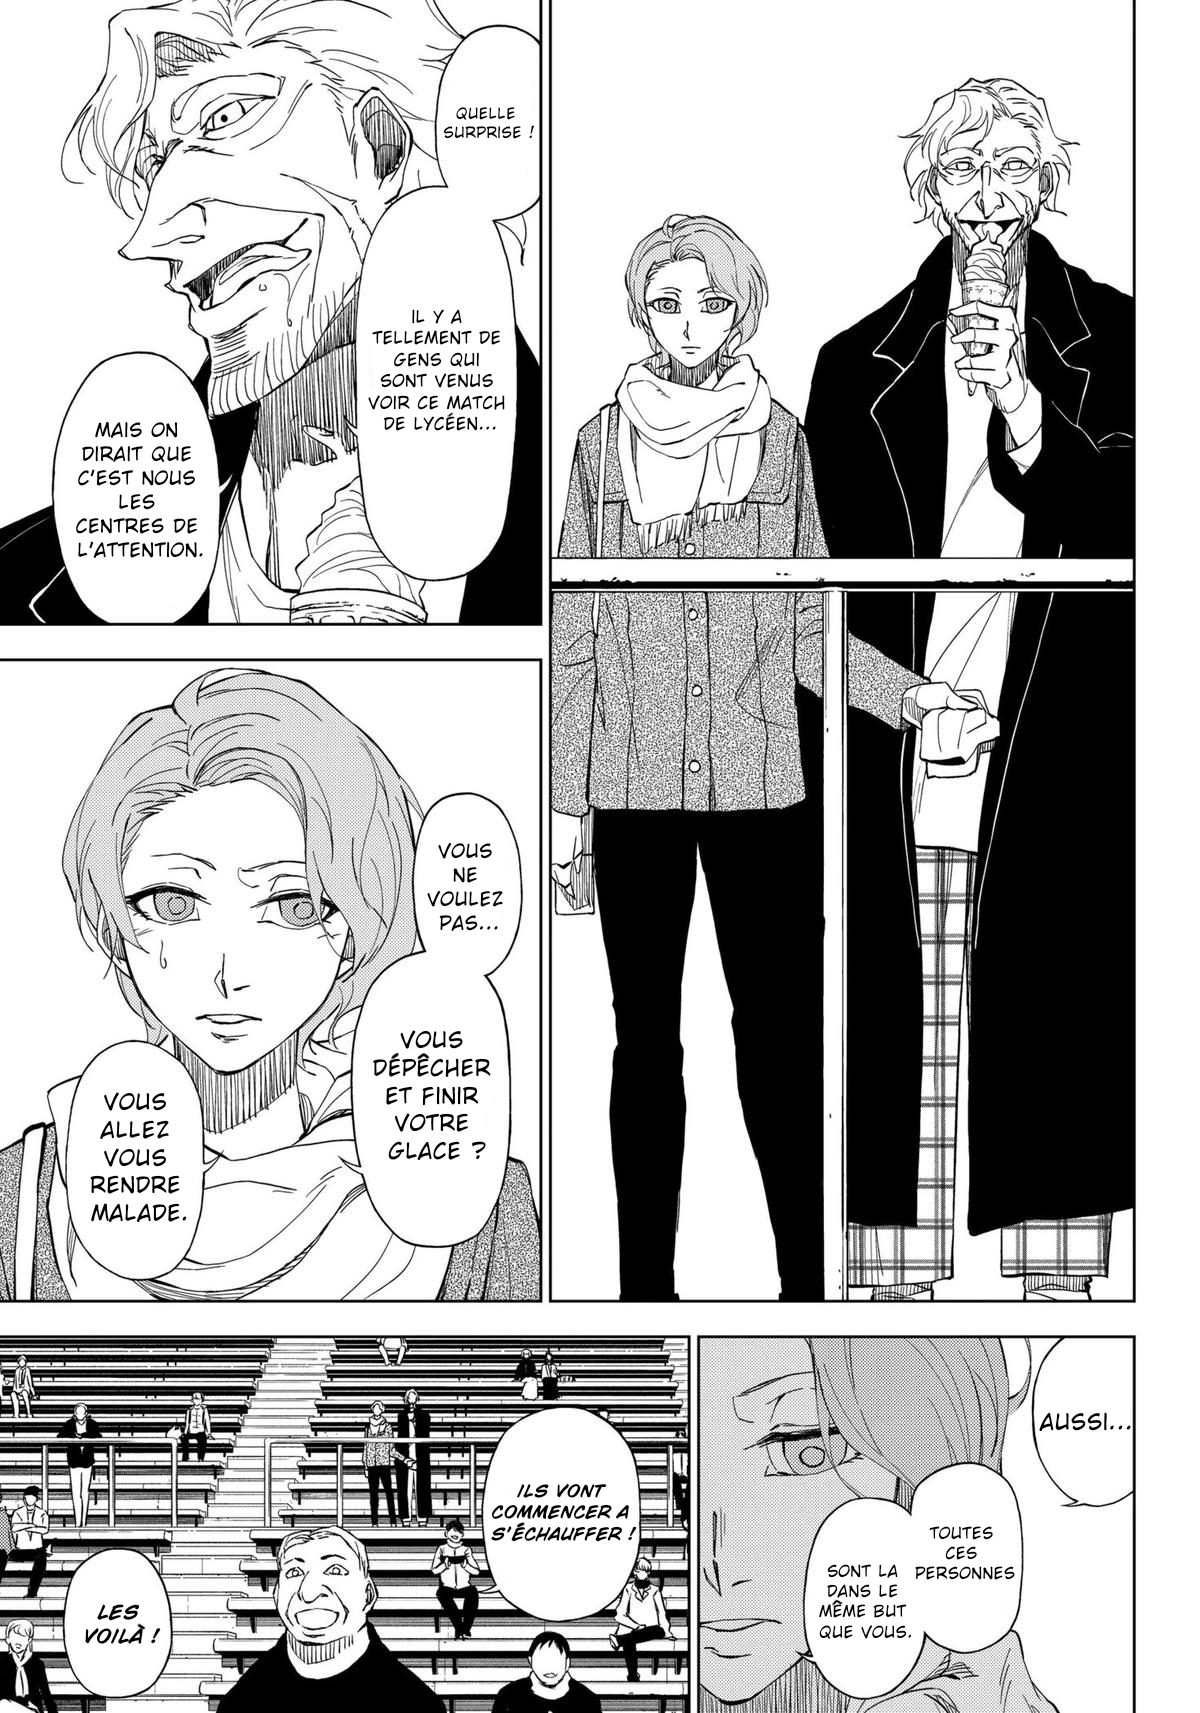 QUELLE
SURPRISE !
IL Y A
TELLEMENT DE
GENS QUI
SONT VENUS
VOIR CE MATCH
DE LYCÉEN...
MAIS ON
DIRAIT QUE
C'EST NOUS
LES
CENTRES DE
L'ATTENTION.
VOUS
NE
VOULEZ
PAS...
VOUS
DÉPÊCHER
ET FINIR
VOTRE
GLACE ?
VOUS
ALLEZ
VOUS
RENDRE
MALADE.
AUSSI...
TOUTES
CES
PERSONNES
SONT LA
DANS LE
MÊME BUT
QUE VOUS.
ILS VONT
COMMENCER A
S'ÉCHAUFFER !
LES
VOILÀ !